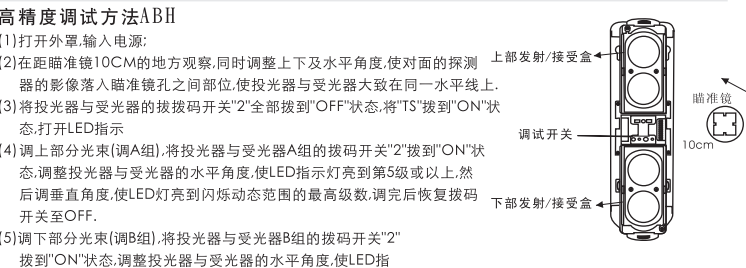 高精度调试方法ABH
(1)打开外罩,输入电源;
(2)在距瞄准镜10CM的地方观察,同时调整上下及水平角度,使对面的探测
器的影像落入瞄准镜孔之间部位,使投光器与受光器大致在同一水平线上.
(3)将投光器与受光器的拔拨码开关"2"全部拨到"OFF"状态,将"TS"拨到"ON"状
态,打开LED指示
(4)调上部分光束(调A组),将投光器与受光器A组的拨码开关"2"拨到"ON"状
态,调整投光器与受光器的水平角度,使LED指示灯亮到第5级或以上,然
后调垂直角度,使LED灯亮到闪烁动态范围的最高级数,调完后恢复拨码
开关至OFF.
(5)调下部分光束(调B组),将投光器与受光器B组的拨码开关"2"
拨到"ON"状态,调整投光器与受光器的水平角度,使LED指
上部发射/接受盒
调试开关
下部发射/接受盒
瞄准镜
10cm